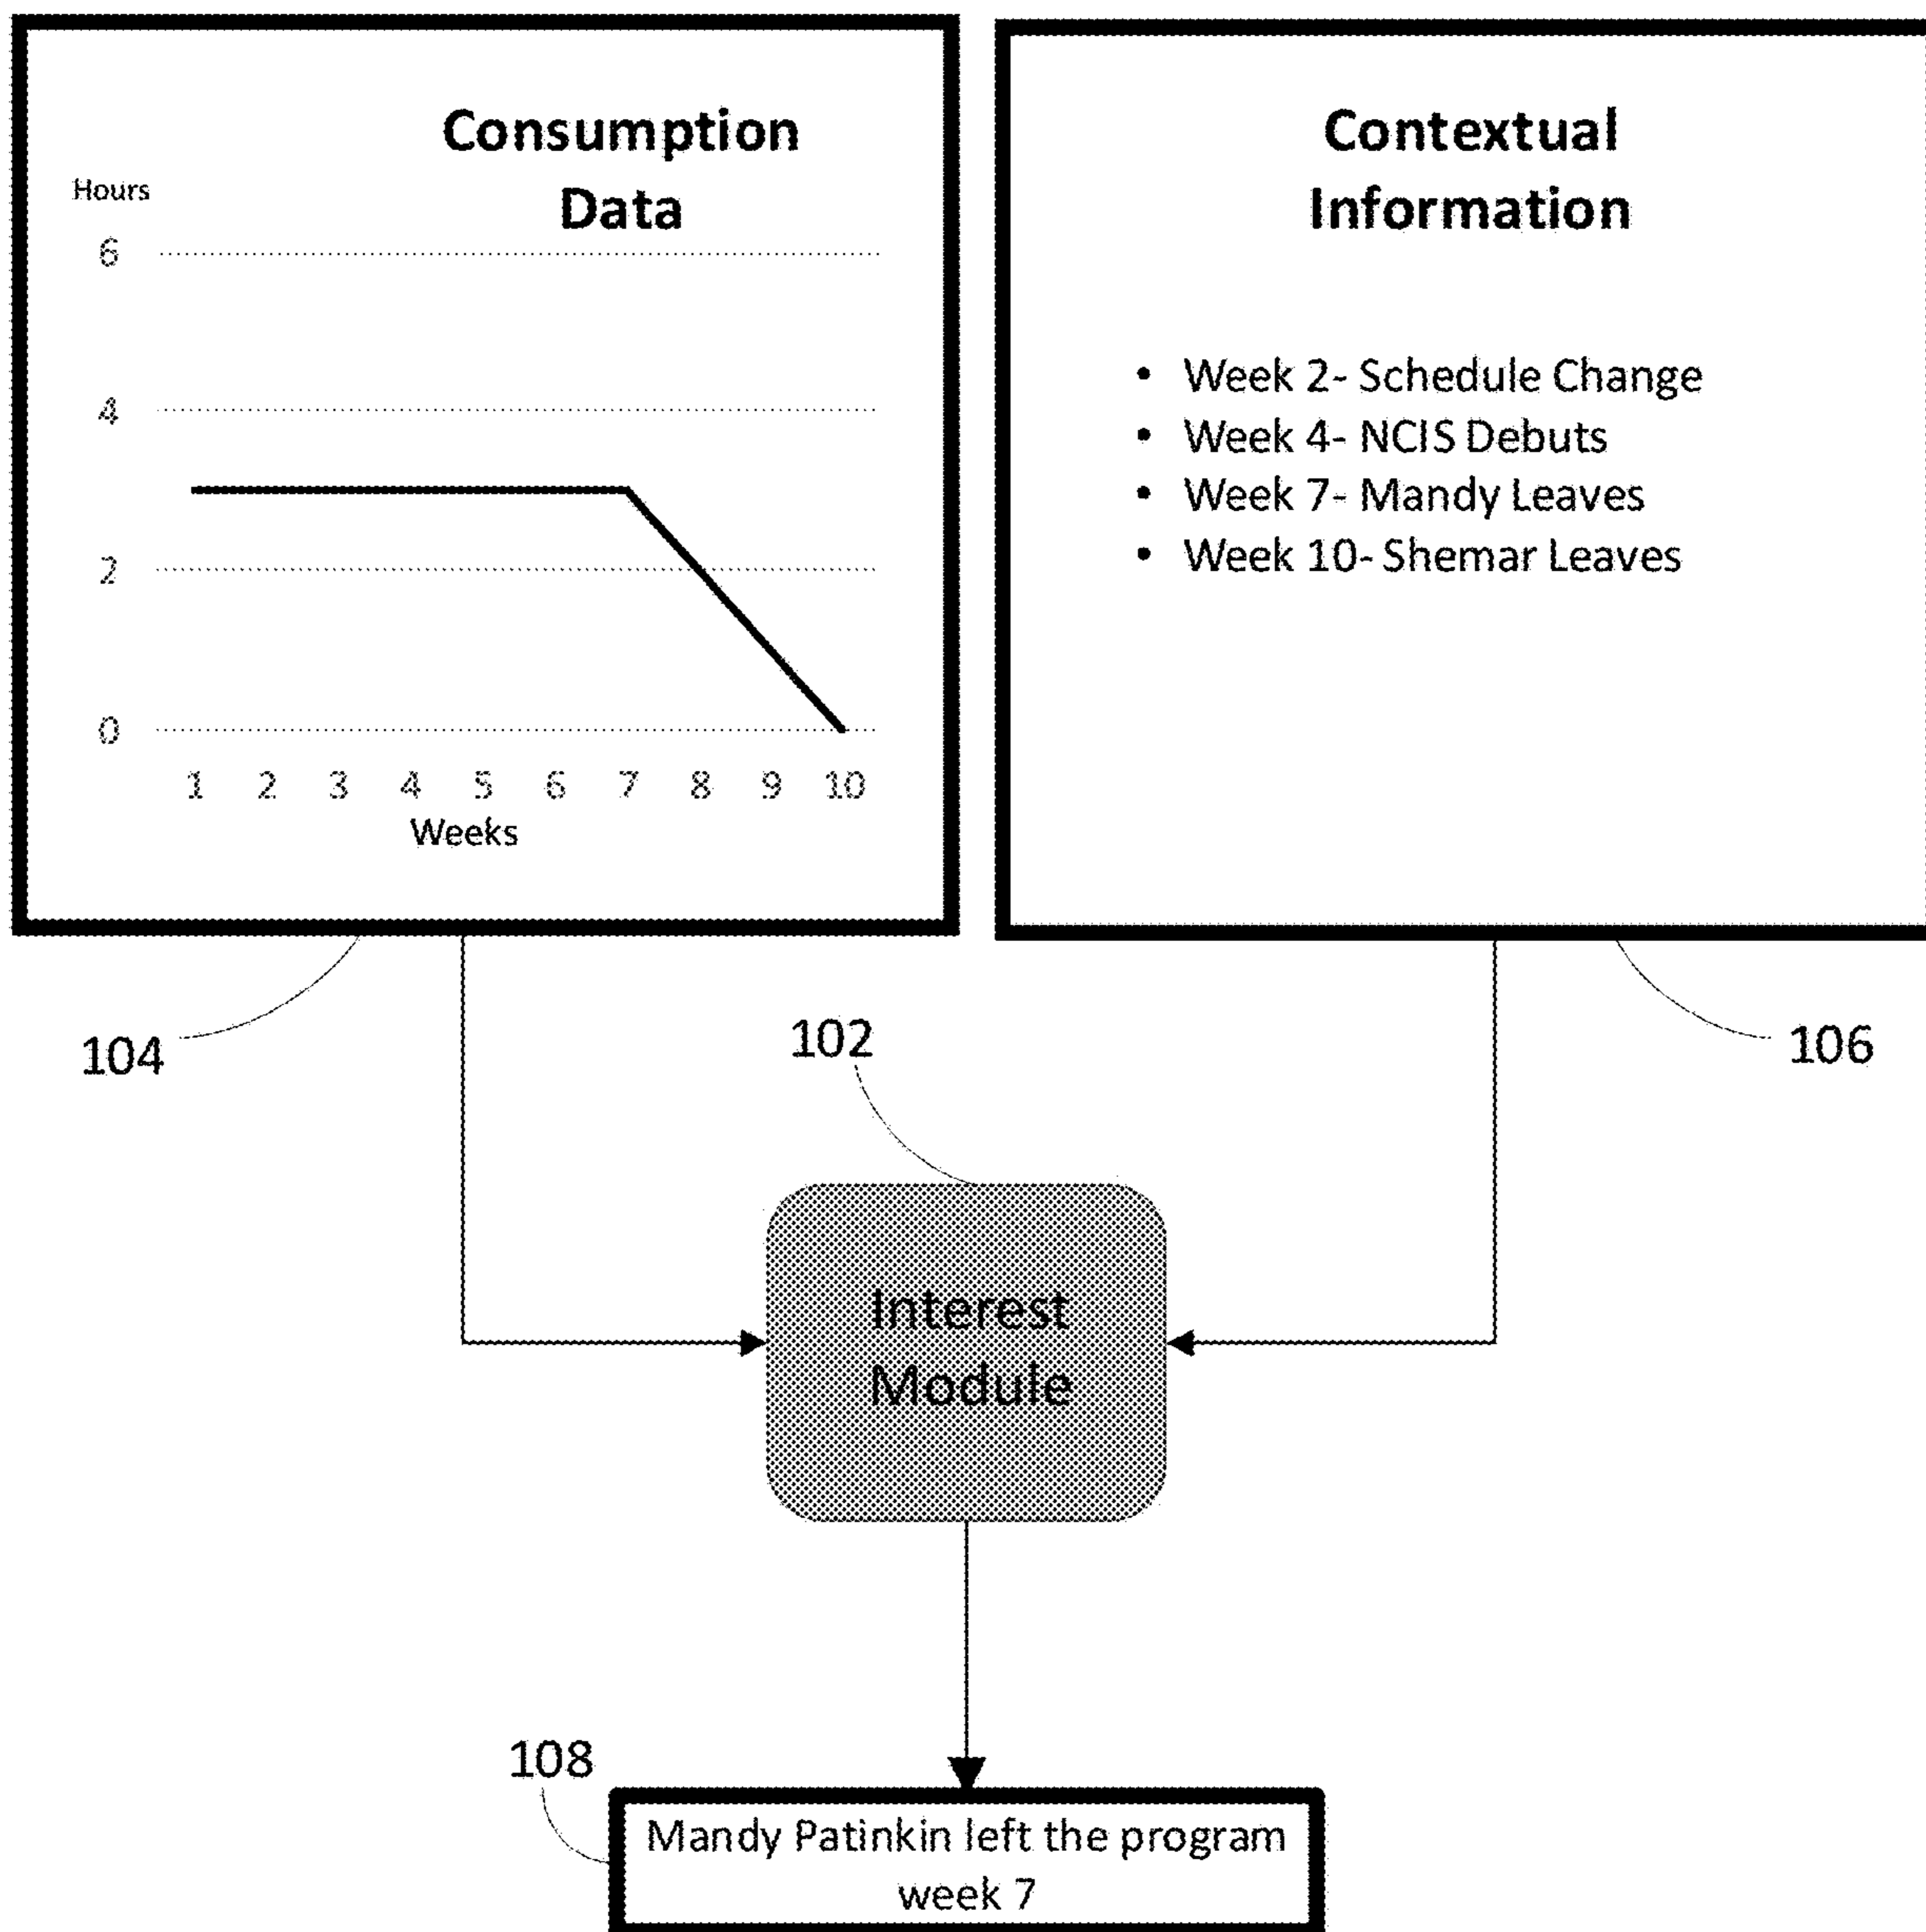 Consumption
Data
Hours
6
4
2
0
1 2 3 4 5 6 7 8 9 10
Weeks
Contextual
Information
• Week 2- Schedule Change
• Week 4- NCIS Debuts
• Week 7- Mandy Leaves
• Week 10- Shemar Leaves
104
102
106
Interest
Module
108
Mandy Patinkin left the program
week 7